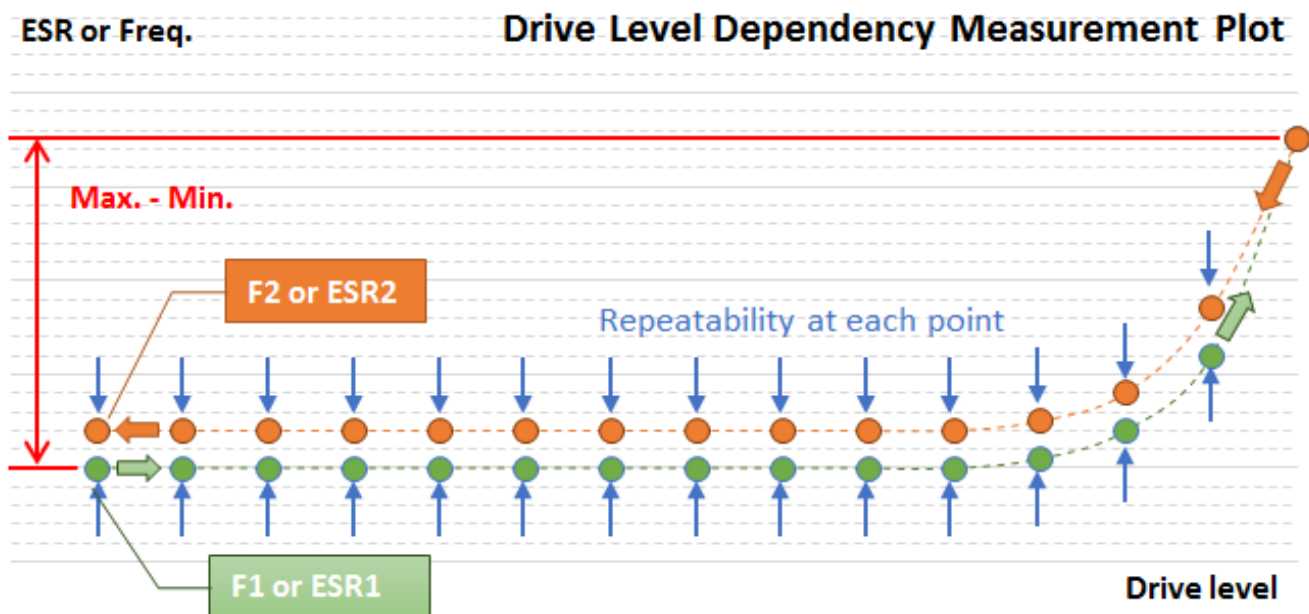 ESR or Freq.
Drive Level Dependency Measurement Plot
Max. - Min.
F2 or ESR2
Repeatability at each point
F1 or ESR1
Drive level